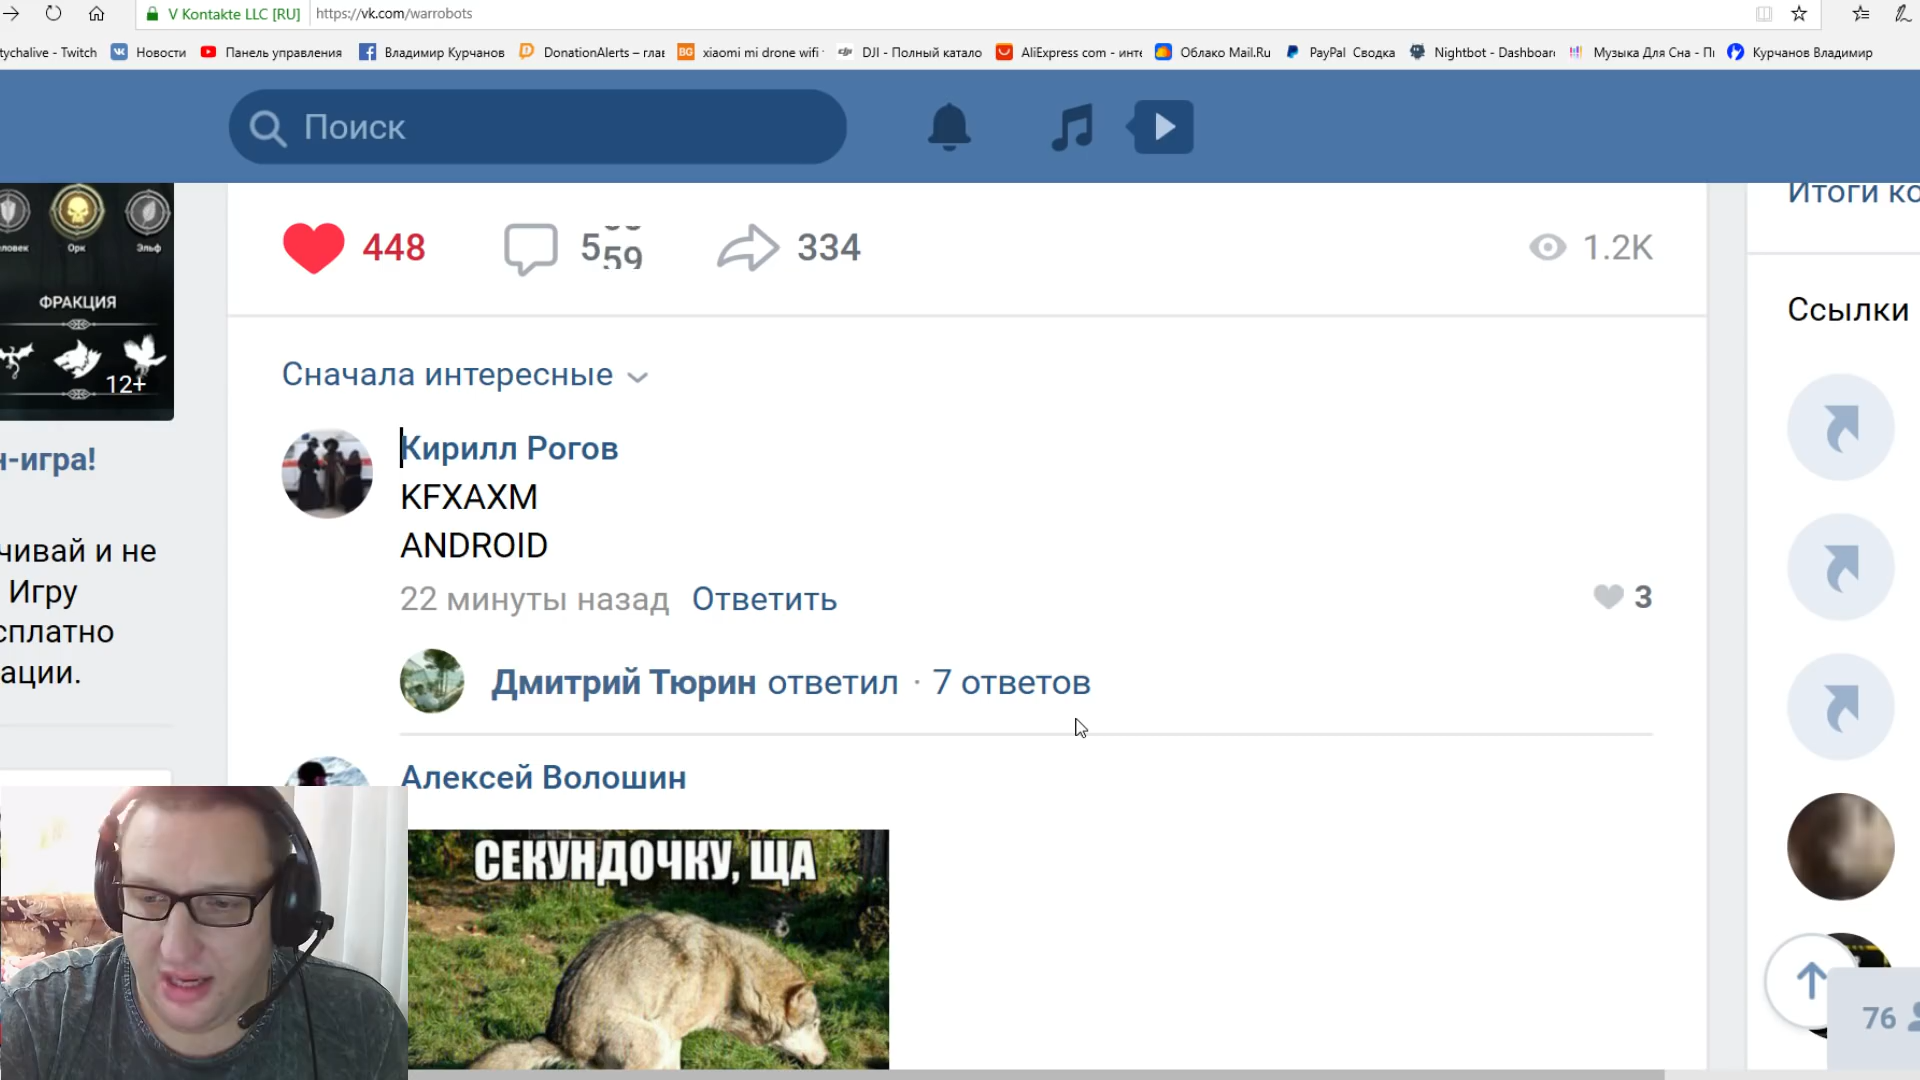 V Kontakte LLC [RU] https://vk.com/warrobots
tychalive - Twitch Новости Панель управления Владимир Курчанов DonationAlerts – глав xiaomi mi drone wifi DJI - Полный катало AliExpress com - инте Облако Mail.Ru PayPal Сводка Nightbot - Dashboar Музыка Для Сна - П Курчанов Владимир
Поиск
Итоги ко
448 559 334 1.2K
ловек Орк Эльф
ФРАКЦИЯ
12+
н-игра!
чивай и не
Игру
сплатно
ации.
Сначала интересные
Кирилл Рогов
KFXAXM
ANDROID
22 минуты назад Ответить 3
Дмитрий Тюрин ответил · 7 ответов
Алексей Волошин
СЕКУНДОЧКУ, ЩА
Ссылки
76